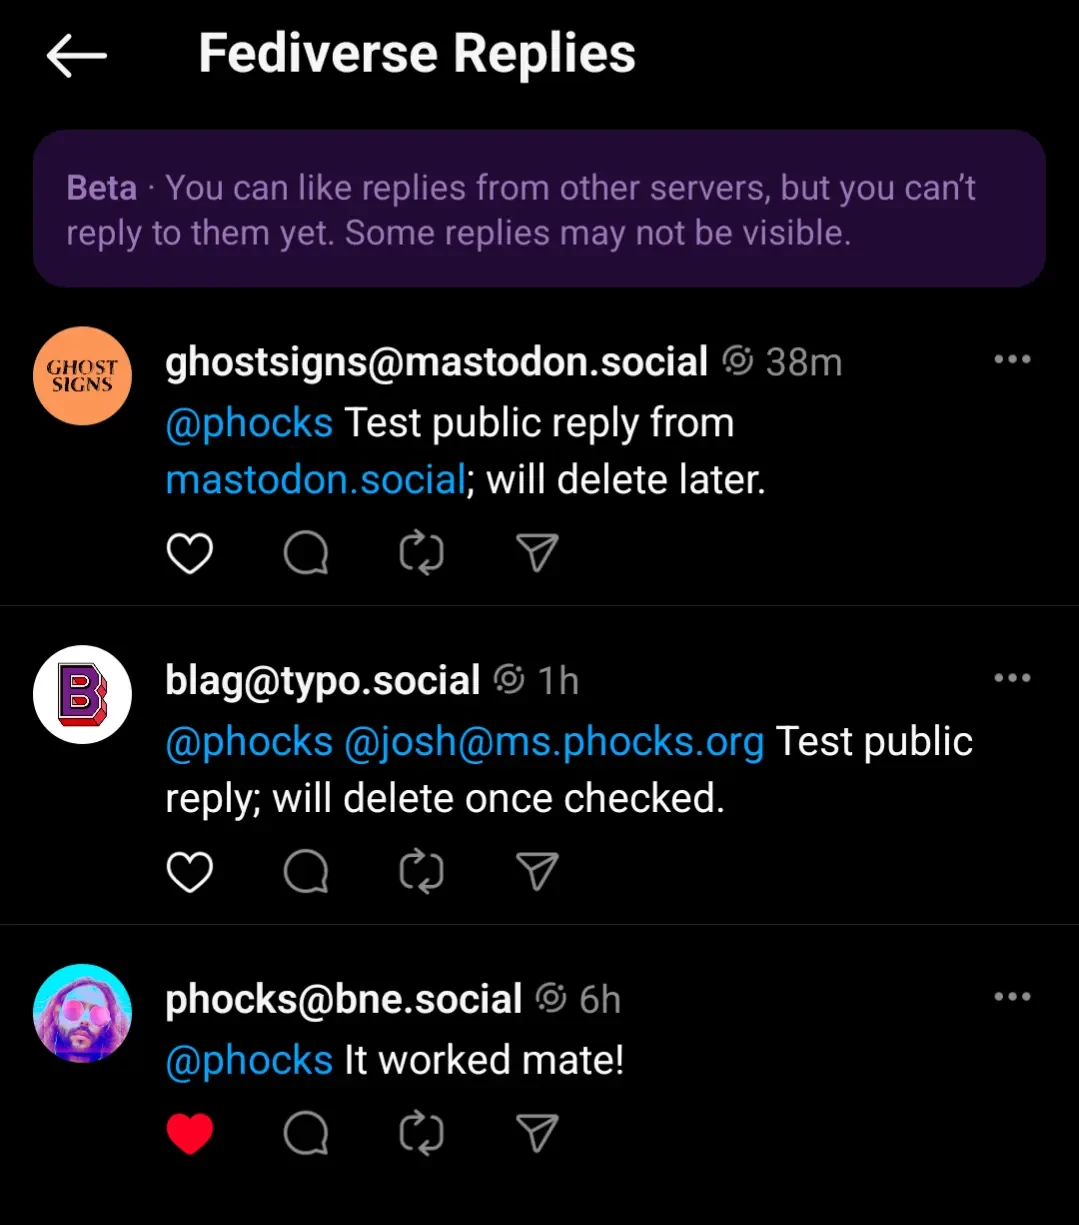 Fediverse Replies
Beta · You can like replies from other servers, but you can’t
reply to them yet. Some replies may not be visible.
GHOST
SIGNS
ghostsigns@mastodon.social 38m
@phocks Test public reply from
mastodon.social; will delete later.
B
blag@typo.social 1h
@phocks @josh@ms.phocks.org Test public
reply; will delete once checked.
phocks@bne.social 6h
@phocks It worked mate!